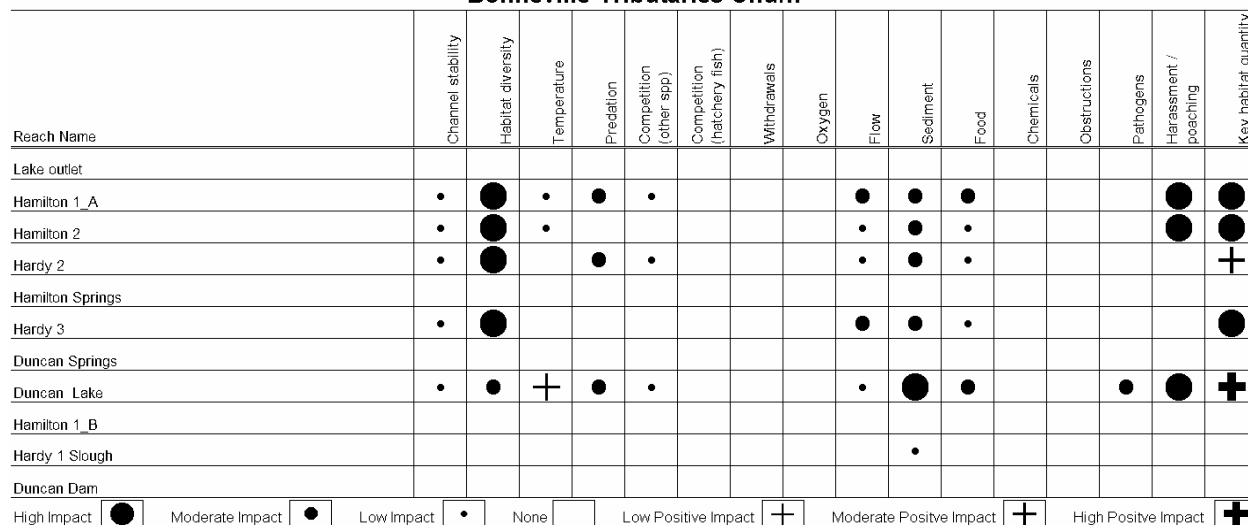 Bonneville Tributaries Chum
Reach Name
Channel stability
Habitat diversity
Temperature
Predation
Competition
(other spp)
Competition
(hatchery fish)
Withdrawals
Oxygen
Flow
Sediment
Food
Chemicals
Obstructions
Pathogens
Harassment /
poaching
Key habitat quantity
Lake outlet
Hamilton 1_A
Hamilton 2
Hardy 2
Hamilton Springs
Hardy 3
Duncan Springs
Duncan Lake
Hamilton 1_B
Hardy 1 Slough
Duncan Dam
High Impact Moderate Impact Low Impact None Low Positive Impact Moderate Positve Impact High Positve Impact